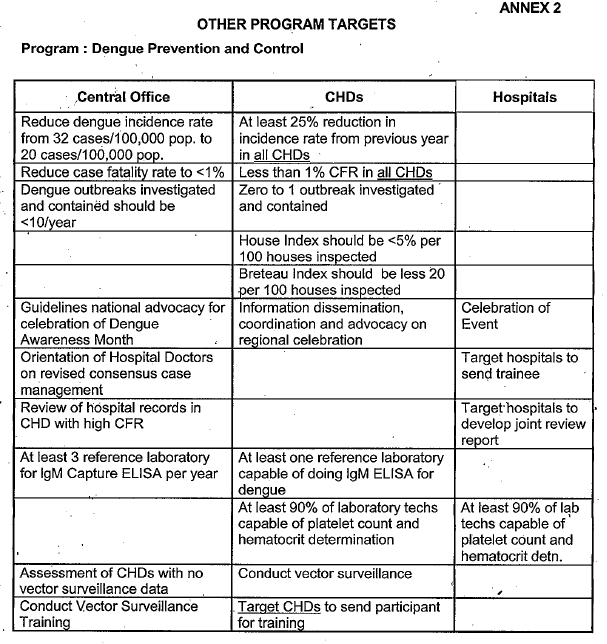 ANNEX 2
OTHER PROGRAM TARGETS
Program : Dengue Prevention and Control
Central Office
CHDs
Hospitals
Reduce dengue incidence rate
from 32 cases/100,000 pop. to
20 cases/100,000 pop.
At least 25% reduction in
incidence rate from previous year
in all CHDs
Reduce case fatality rate to <1%
Less than 1% CFR in all CHDs
Dengue outbreaks investigated
and contained should be
<10/year
Zero to 1 outbreak investigated
and contained
House Index should be <5% per
100 houses inspected
Breteau Index should be less 20
per 100 houses inspected
Guidelines national advocacy for
celebration of Dengue
Awareness Month
Information dissemination,
coordination and advocacy on
regional celebration
Celebration of
Event
Orientation of Hospital Doctors
on revised consensus case
management
Target hospitals to
send trainee
Review of hospital records in
CHD with high CFR
Target hospitals to
develop joint review
report
At least 3 reference laboratory
for IgM Capture ELISA per year
At least one reference laboratory
capable of doing IgM ELISA for
dengue
At least 90% of laboratory techs
capable of platelet count and
hematocrit determination
At least 90% of lab
techs capable of
platelet count and
hematocrit detn.
Assessment of CHDs with no
vector surveillance data
Conduct vector surveillance
Conduct Vector Surveillance
Training
Target CHDs to send participant
for training